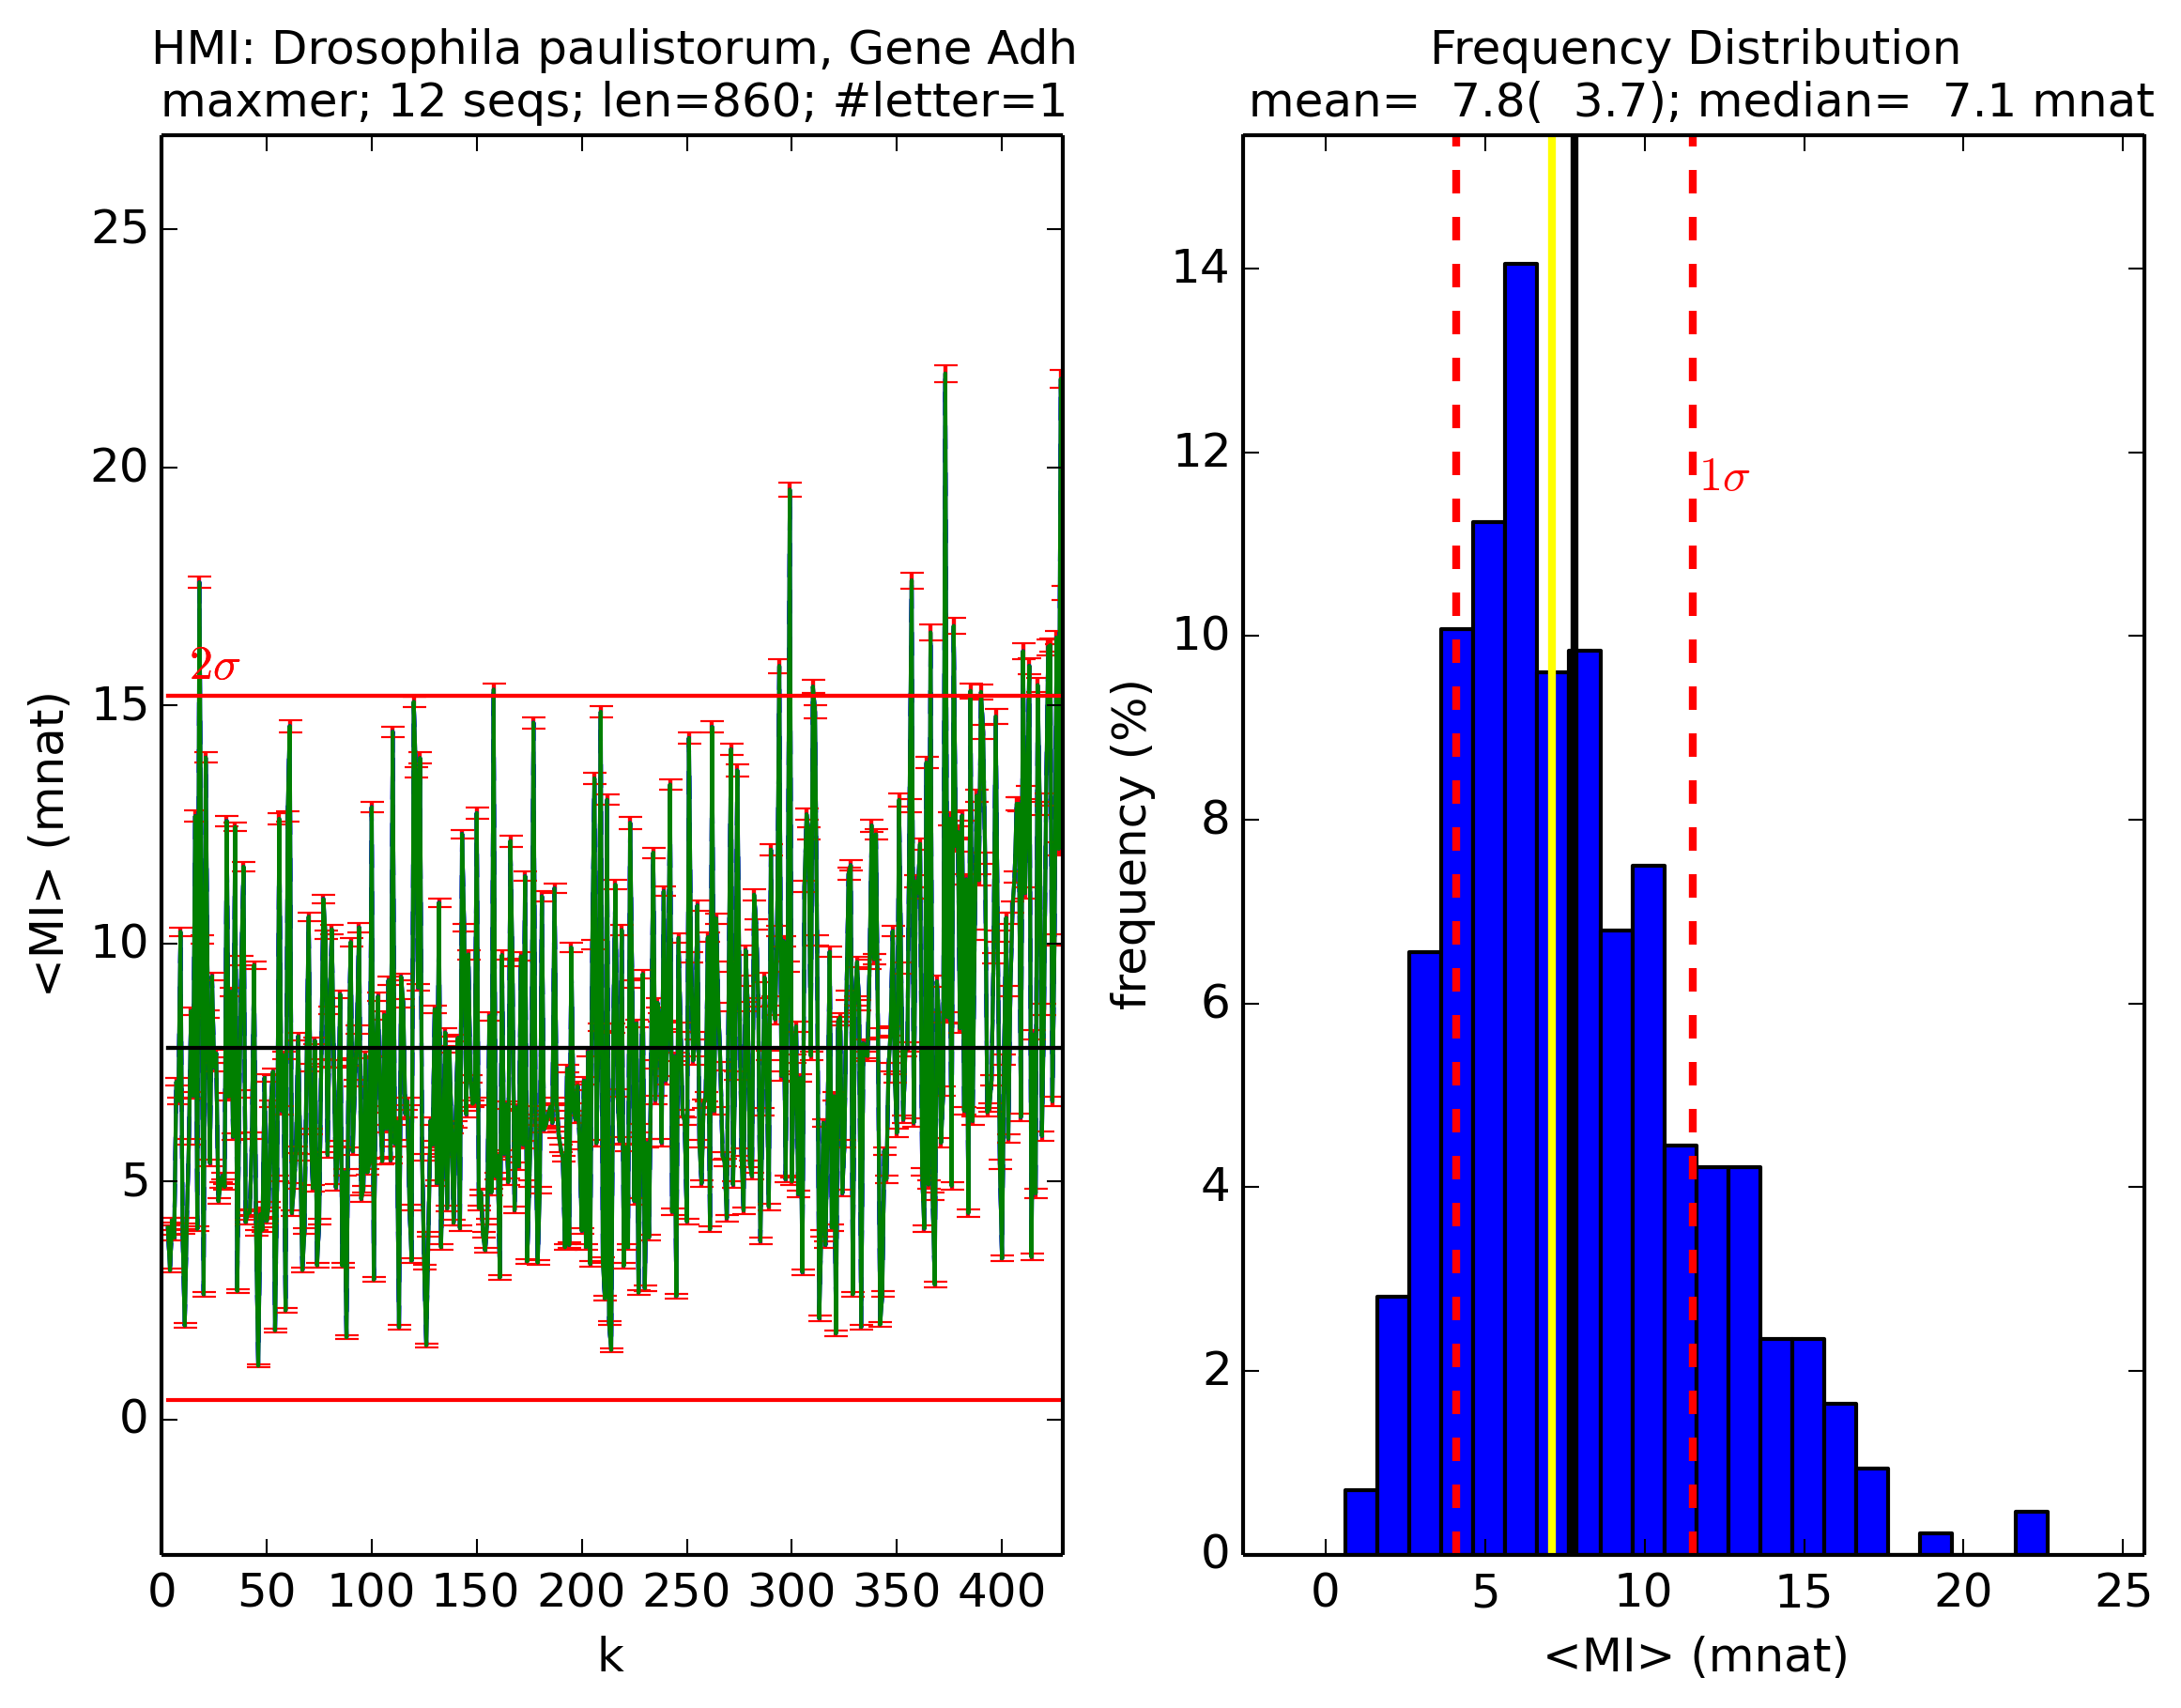 HMI: Drosophila paulistorum, Gene Adh
maxmer; 12 seqs; len=860; #letter=1
25
20
15
10
5
0
<MI> (mnat)
2σ
0 50 100 150 200 250 300 350 400
k
Frequency Distribution
mean=  7.8(  3.7); median=  7.1 mnat
14
12
10
8
6
4
2
0
frequency (%)
1σ
0 5 10 15 20 25
<MI> (mnat)